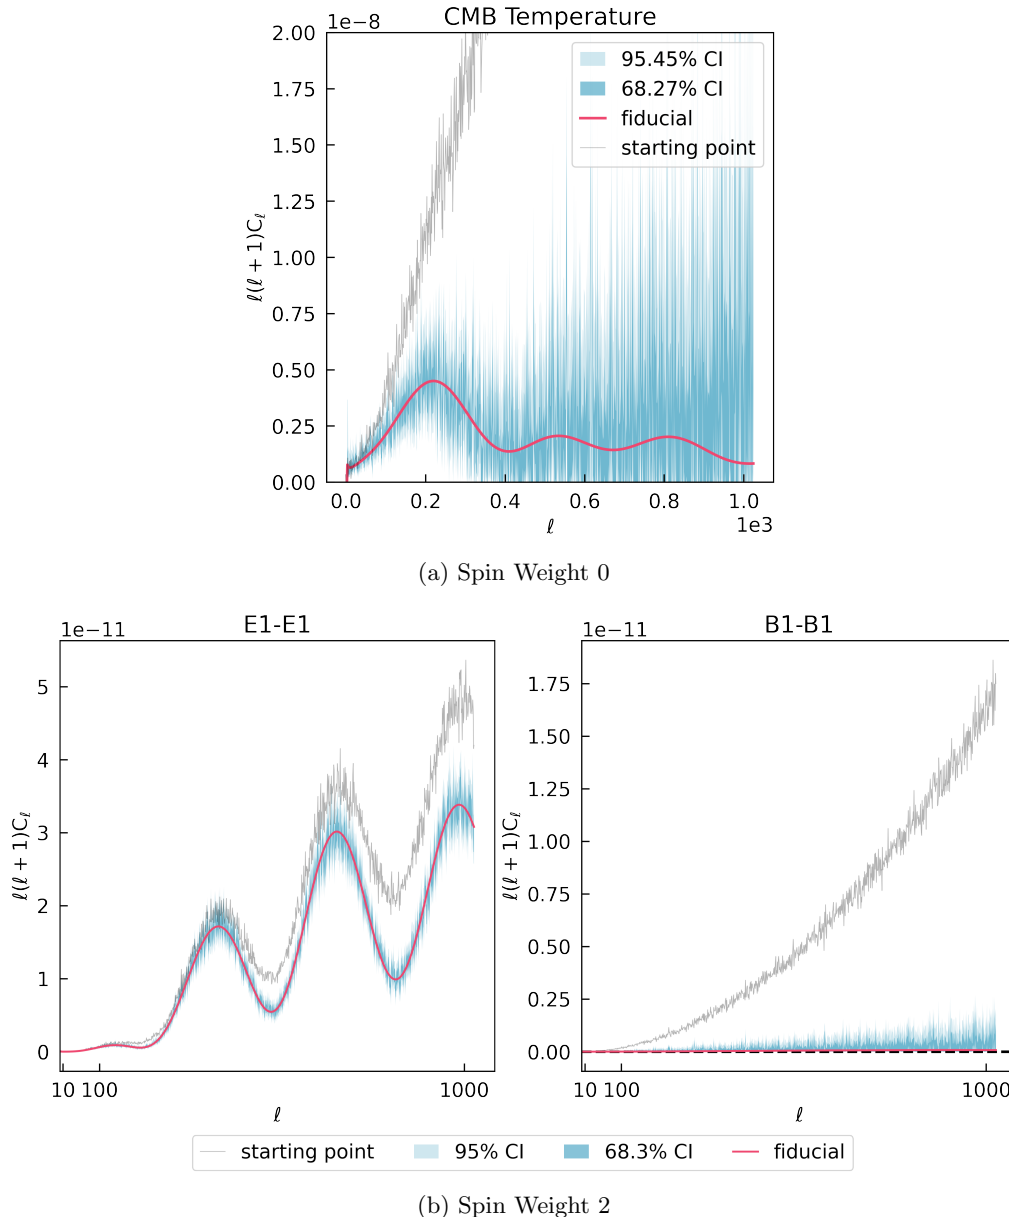 CMB Temperature
1e−8
2.00
1.75
1.50
1.25
1.00
0.75
0.50
0.25
0.00
ℓ(ℓ + 1)Cℓ
95.45% CI
68.27% CI
fiducial
starting point
0.0 0.2 0.4 0.6 0.8 1.0
1e3
ℓ
(a) Spin Weight 0
E1-E1
1e−11
5
4
3
2
1
0
ℓ(ℓ + 1)Cℓ
10 100 1000
ℓ
B1-B1
1e−11
1.75
1.50
1.25
1.00
0.75
0.50
0.25
0.00
ℓ(ℓ + 1)Cℓ
10 100 1000
ℓ
starting point 95% CI 68.3% CI fiducial
(b) Spin Weight 2